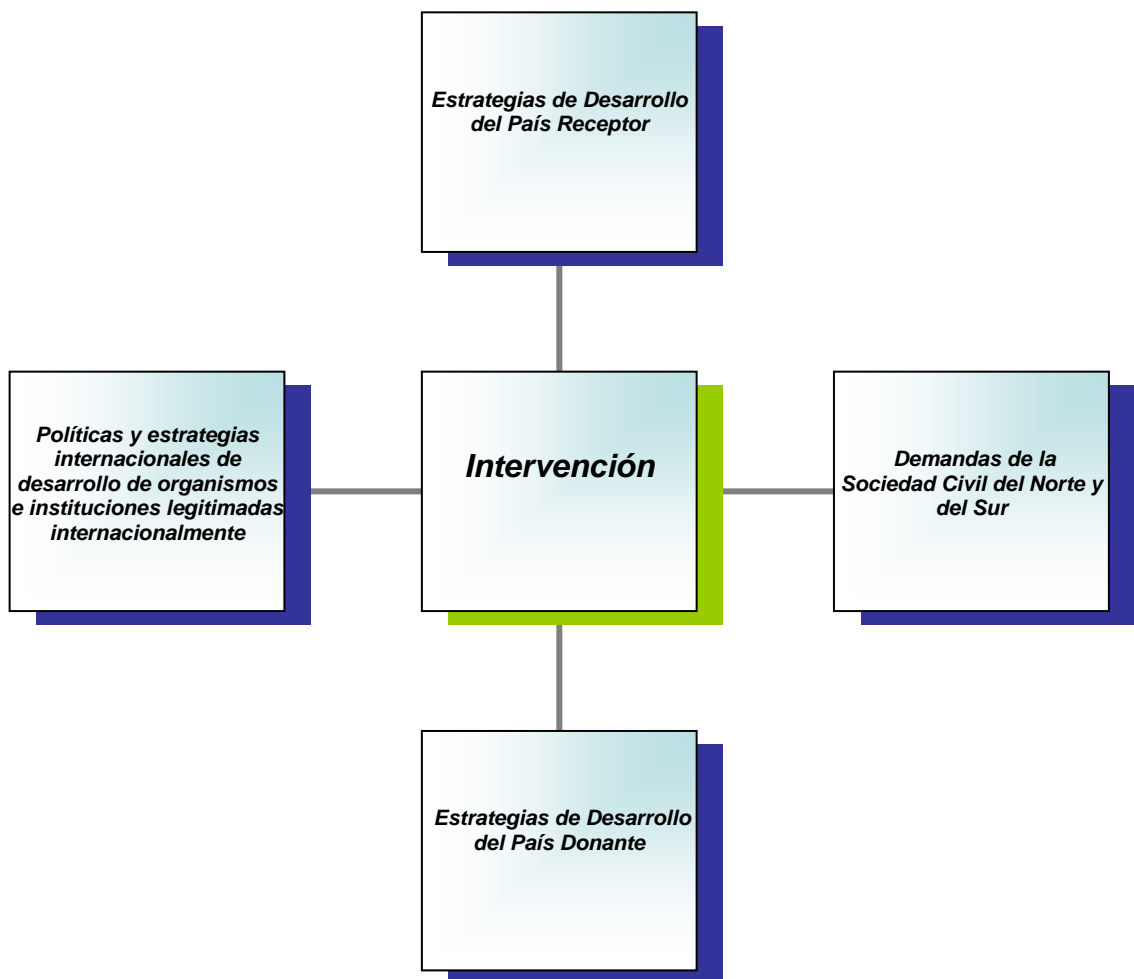 Estrategias de Desarrollo
del País Receptor
Políticas y estrategias
internacionales de
desarrollo de organismos
e instituciones legitimadas
internacionalmente
Intervención
Demandas de la
Sociedad Civil del Norte y
del Sur
Estrategias de Desarrollo
del País Donante